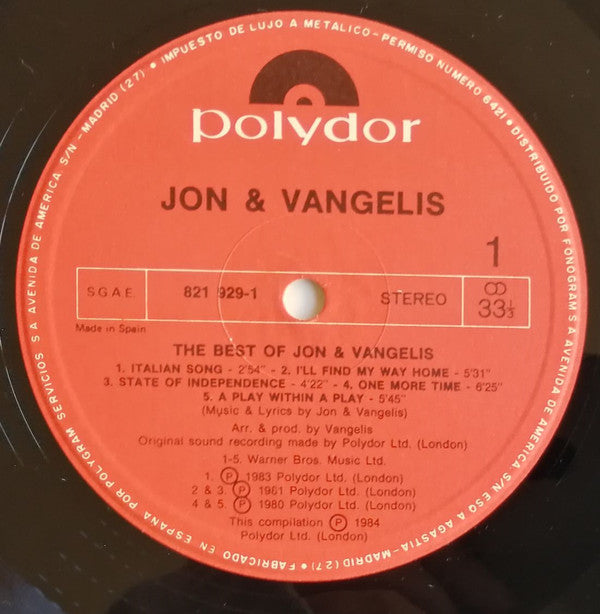 polydor
JON & VANGELIS
1
S.G.A.E.
821 929-1
STEREO
33⅓
Made in Spain
THE BEST OF JON & VANGELIS
1. ITALIAN SONG - 2'54" - 2. I'LL FIND MY WAY HOME - 5'31"
3. STATE OF INDEPENDENCE - 4'22" - 4. ONE MORE TIME - 6'25"
5. A PLAY WITHIN A PLAY - 5'45"
(Music & Lyrics by Jon & Vangelis)
Arr. & prod. by Vangelis
Original sound recording made by Polydor Ltd. (London)
1-5. Warner Bros. Music Ltd.
1. Ⓟ 1983 Polydor Ltd. (London)
2 & 3. Ⓟ 1981 Polydor Ltd. (London)
4 & 5. Ⓟ 1980 Polydor Ltd. (London)
This compilation Ⓟ 1984
Polydor Ltd. (London)
• FABRICADO EN ESPAÑA POR POLYGRAM SERVICIOS S A AVENIDA DE AMERICA, S/N - MADRID (27) • IMPUESTO DE LUJO A METALICO - PERMISO NUMERO 6421 • DISTRIBUIDO POR FONOGRAM S A AVENIDA DE AMERICA, S/N ESQ A AGASTIA - MADRID (27)